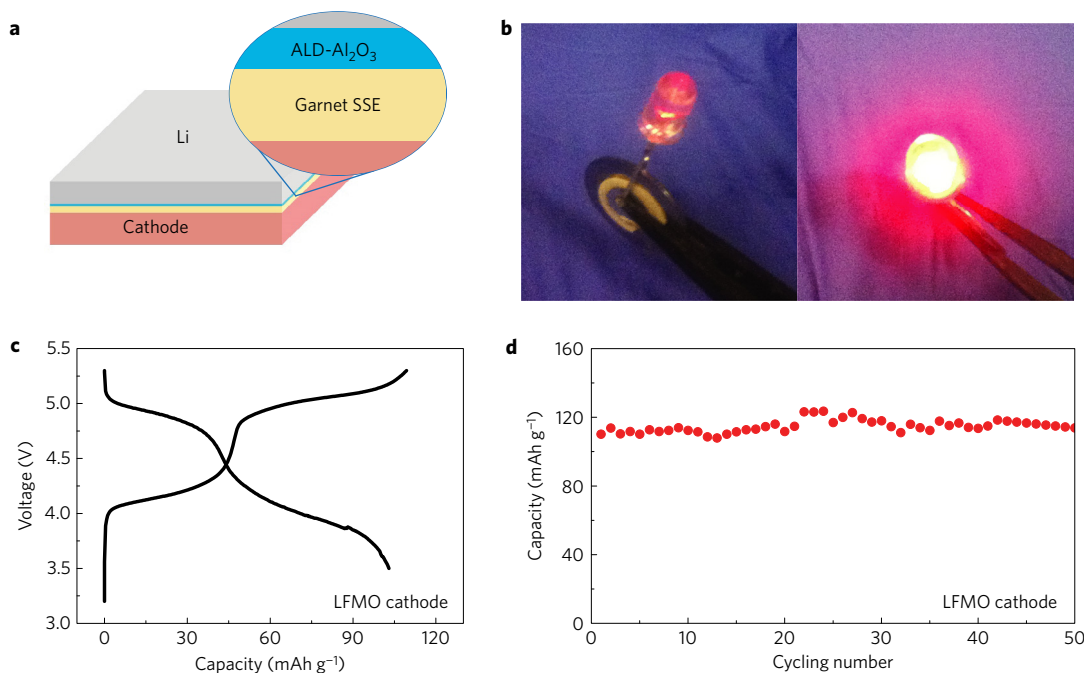 a
ALD-Al₂O₃
Garnet SSE
Li
Cathode
b
c
5.5
5.0
4.5
4.0
3.5
3.0
Voltage (V)
0 30 60 90 120
Capacity (mAh g⁻¹)
LFMO cathode
d
160
120
80
40
0
Capacity (mAh g⁻¹)
0 10 20 30 40 50
Cycling number
LFMO cathode